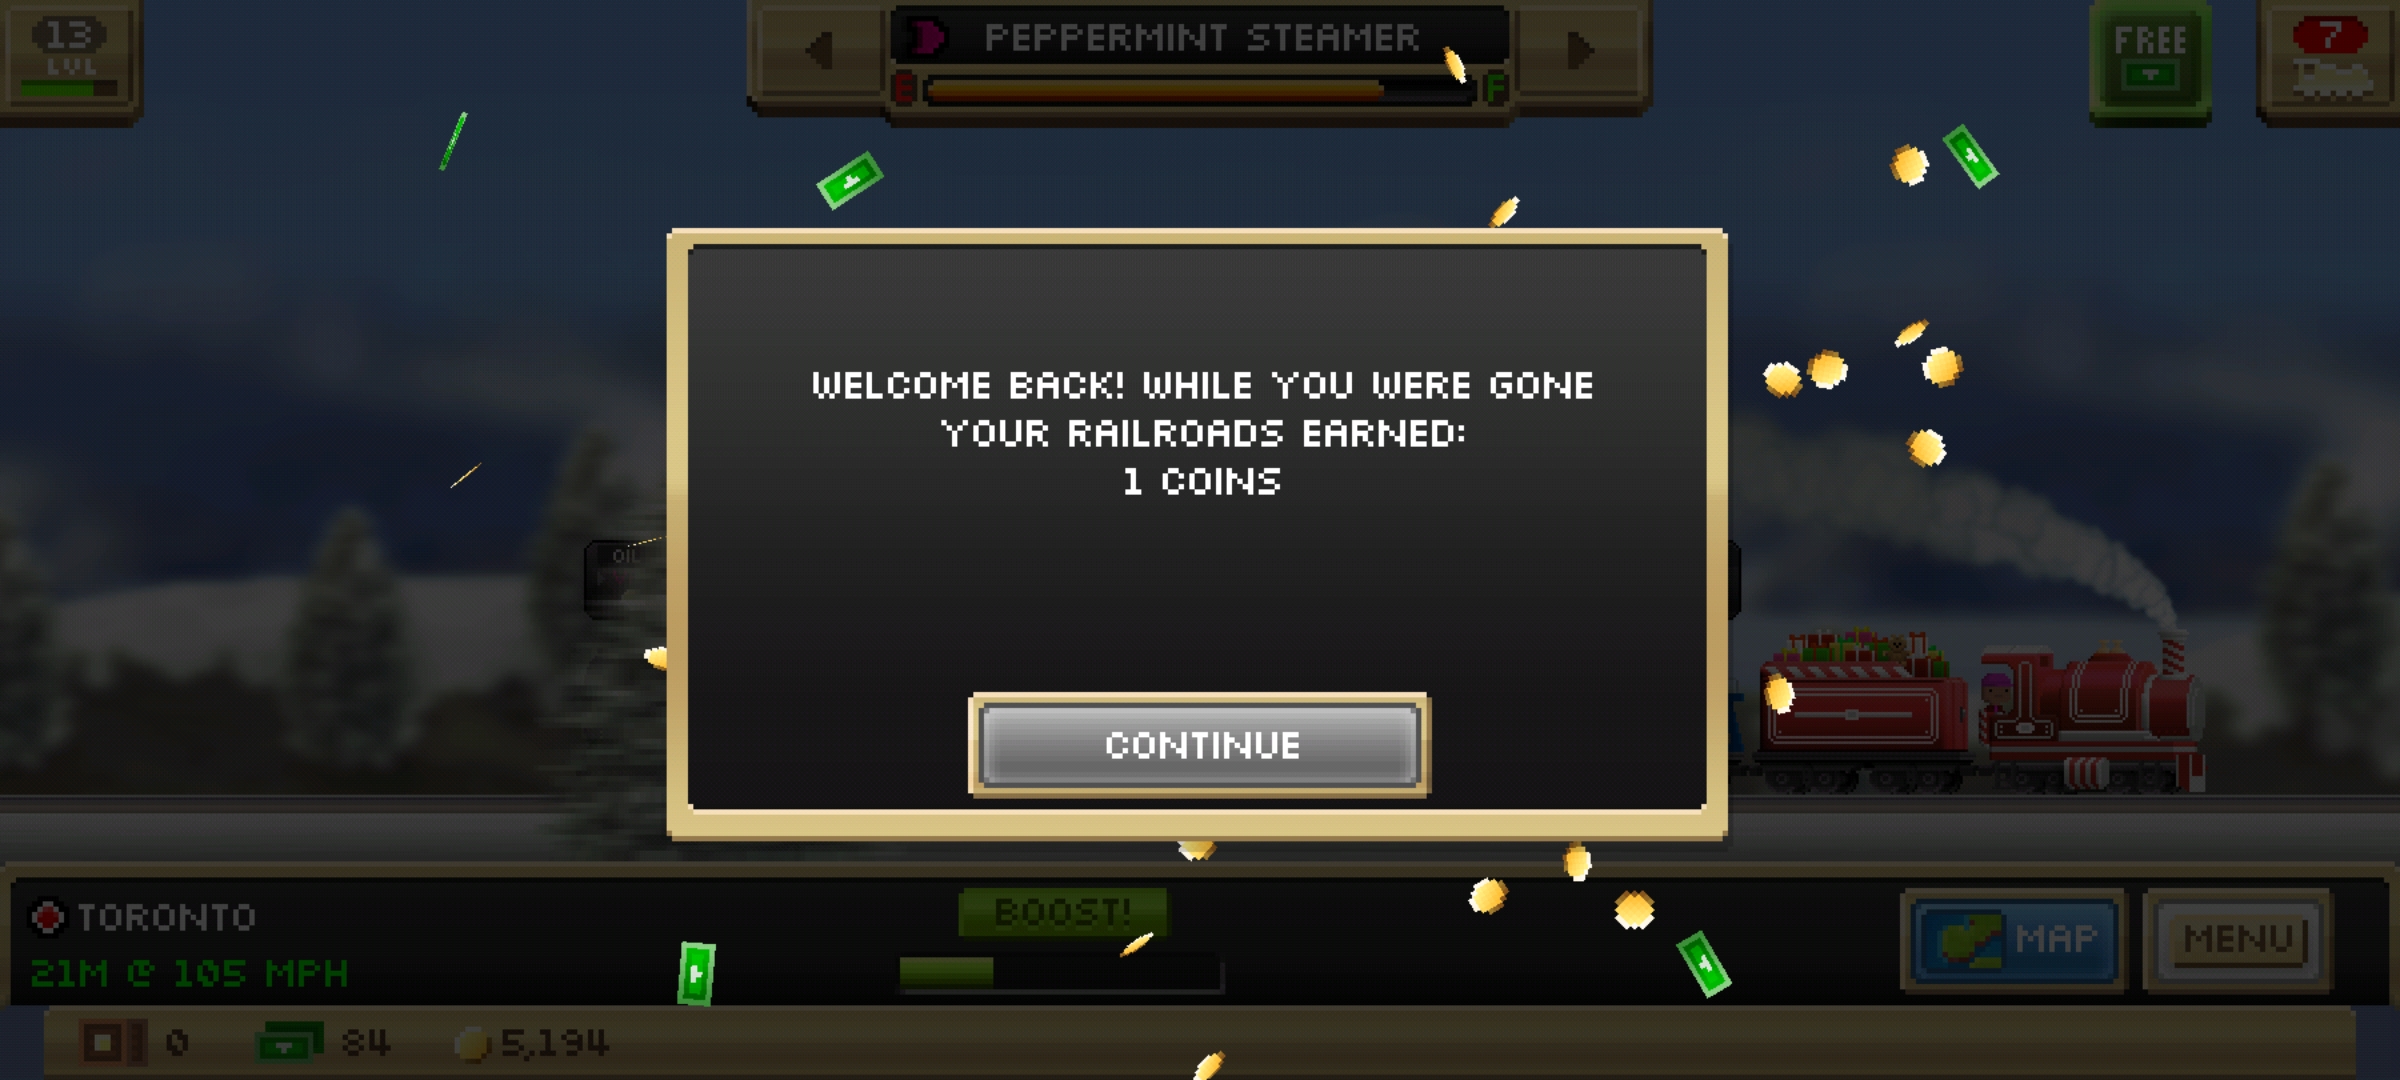 13
LVL
PEPPERMINT STEAMER
E
F
FREE
7
WELCOME BACK! WHILE YOU WERE GONE
YOUR RAILROADS EARNED:
1 COINS
OIL
CONTINUE
TORONTO
21M @ 105 MPH
BOOST!
MAP
MENU
0
84
5,194